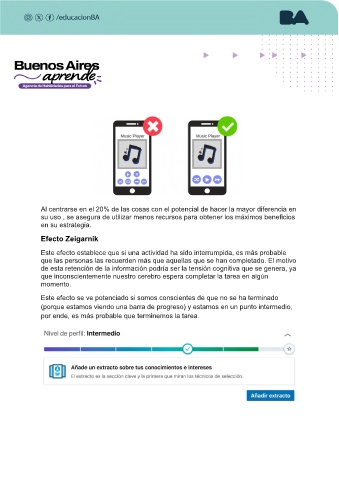 /educacionBA
BA
Buenos Aires
aprende
Agencia de Habilidades para el Futuro
Music Player
Music Player
Al centrarse en el 20% de las cosas con el potencial de hacer la mayor diferencia en
su uso , se asegura de utilizar menos recursos para obtener los máximos beneficios
en su estrategia.
Efecto Zeigarnik
Este efecto establece que si una actividad ha sido interrumpida, es más probable
que las personas las recuerden más que aquellas que se han completado. El motivo
de esta retención de la información podría ser la tensión cognitiva que se genera, ya
que inconscientemente nuestro cerebro espera completar la tarea en algún
momento.
Este efecto se ve potenciado si somos conscientes de que no se ha terminado
(porque estamos viendo una barra de progreso) y estamos en un punto intermedio,
por ende, es más probable que terminemos la tarea.
Nivel de perfil: Intermedio
Añade un extracto sobre tus conocimientos e intereses
El extracto es la sección clave y la primera que miran los técnicos de selección.
Añadir extracto